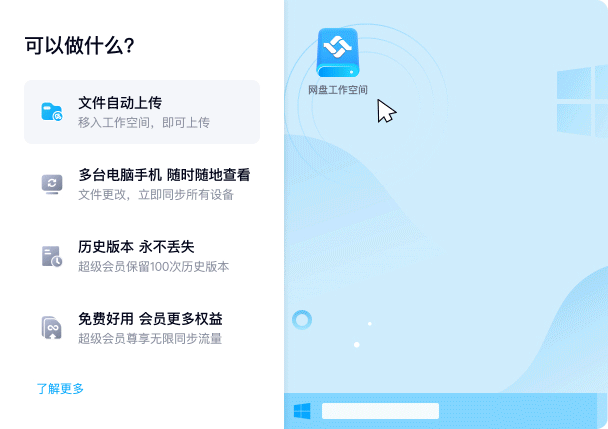 可以做什么?
文件自动上传
移入工作空间，即可上传
多台电脑手机 随时随地查看
文件更改，立即同步所有设备
历史版本 永不丢失
超级会员保留100次历史版本
免费好用 会员更多权益
超级会员尊享无限同步流量
了解更多
网盘工作空间